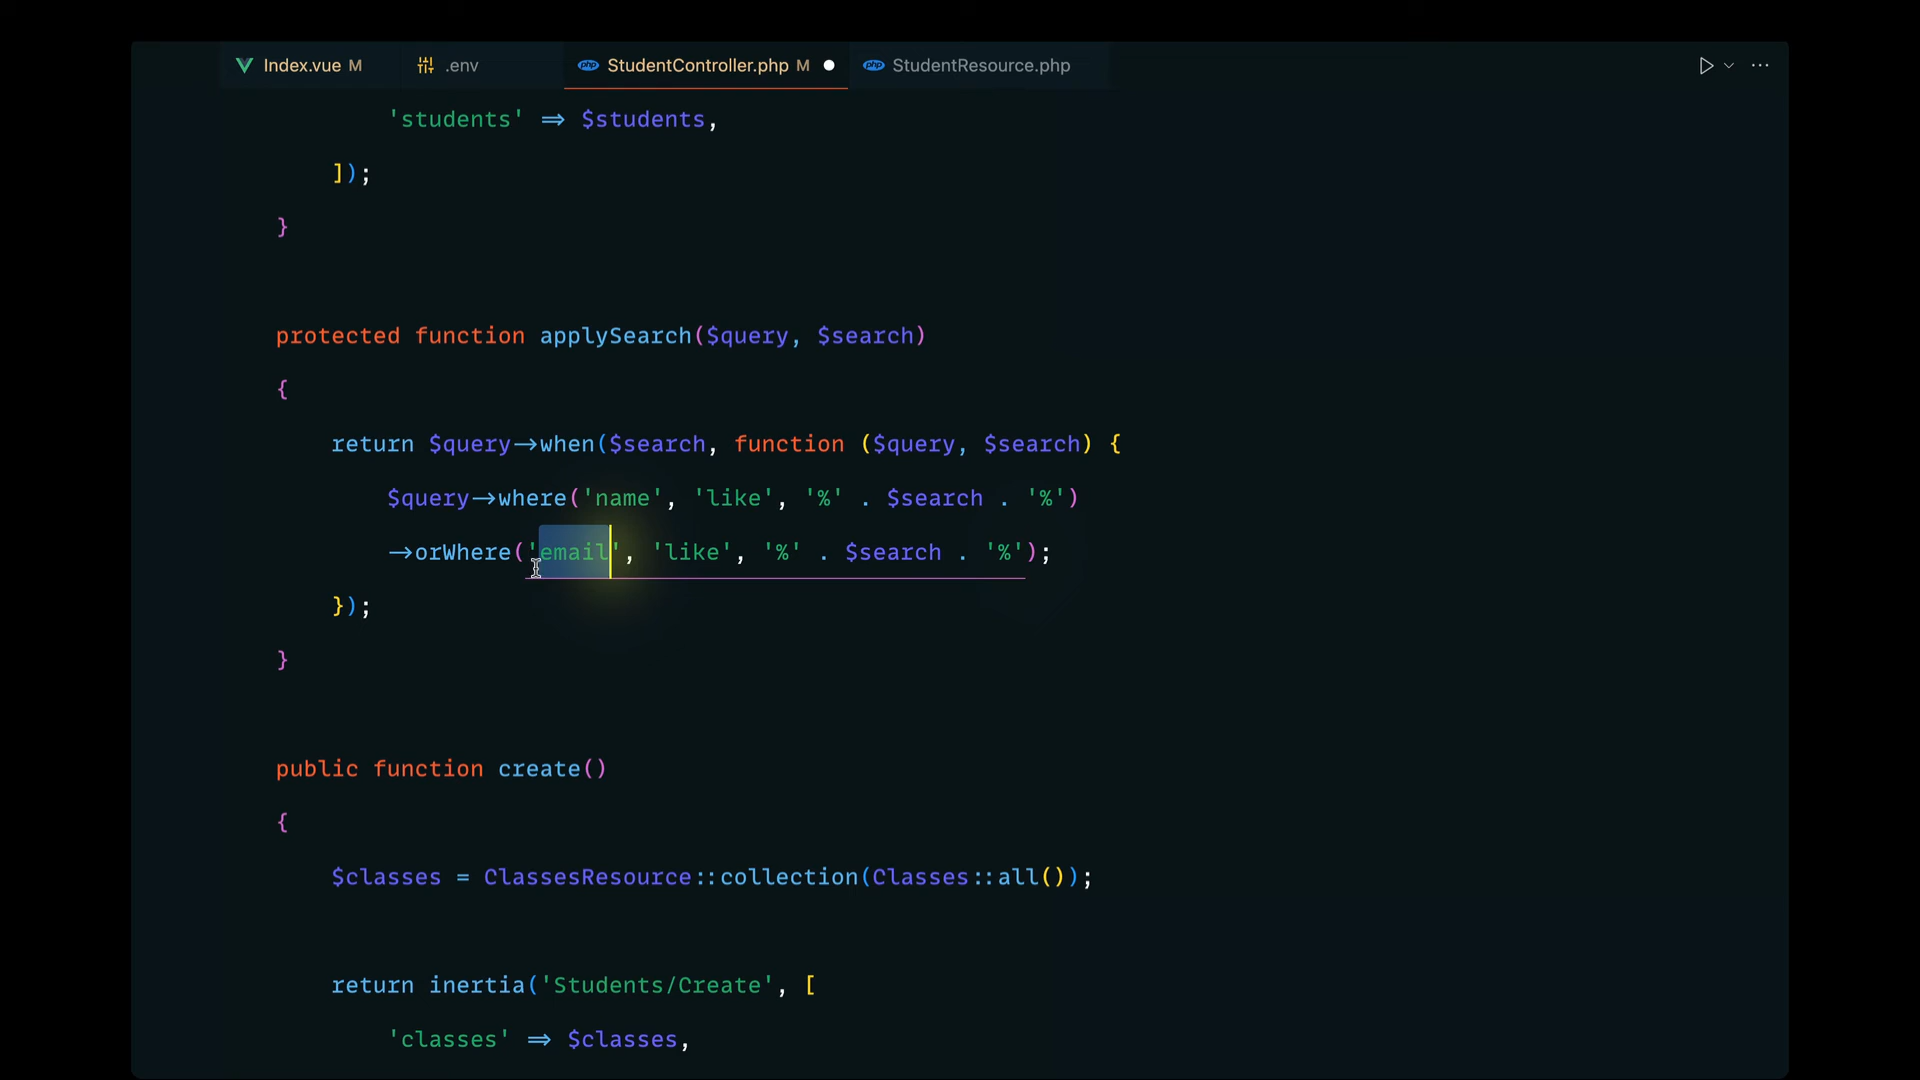 Index.vue M .env php StudentController.php M php StudentResource.php
'students' => $students,
]);
}
protected function applySearch($query, $search)
{
return $query->when($search, function ($query, $search) {
$query->where('name', 'like', '%' . $search . '%')
->orWhere('email', 'like', '%' . $search . '%');
});
}
public function create()
{
$classes = ClassesResource::collection(Classes::all());
return inertia('Students/Create', [
'classes' => $classes,